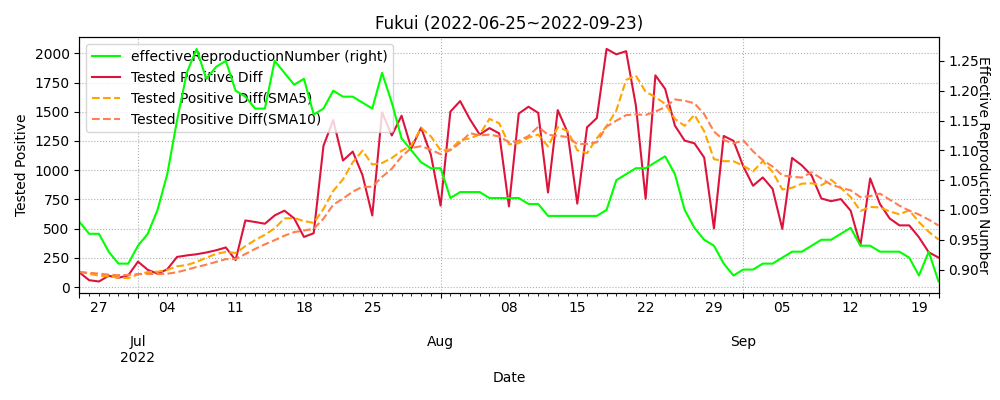 Fukui (2022-06-25~2022-09-23)
effectiveReproductionNumber (right)
Tested Positive Diff
Tested Positive Diff(SMA5)
Tested Positive Diff(SMA10)
Tested Positive
2000
1750
1500
1250
1000
750
500
250
0
1.25
1.20
1.15
1.10
1.05
1.00
0.95
0.90
Effective Reproduction Number
27 04 11 18 25 08 15 22 29 05 12 19
Jul Aug Sep
2022
Date